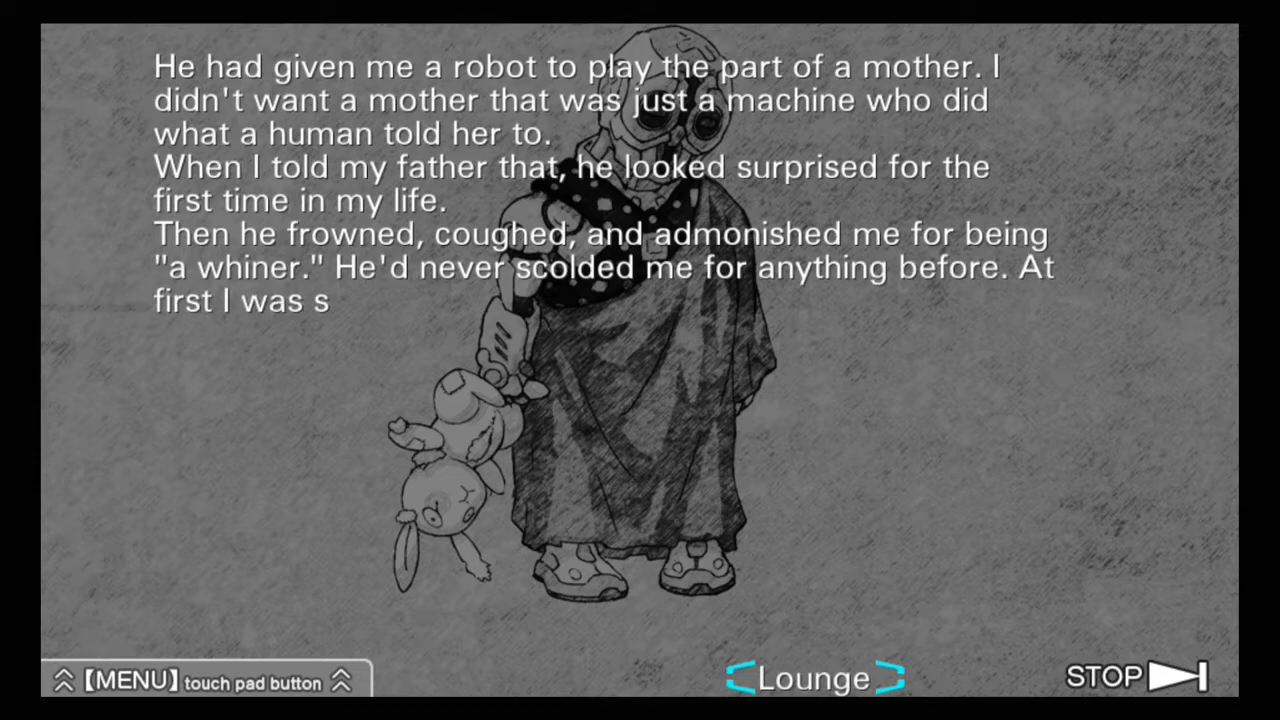 He had given me a robot to play the part of a mother. I
didn't want a mother that was just a machine who did
what a human told her to.
When I told my father that, he looked surprised for the
first time in my life.
Then he frowned, coughed, and admonished me for being
"a whiner." He'd never scolded me for anything before. At
first I was s
【MENU】touch pad button
Lounge
STOP